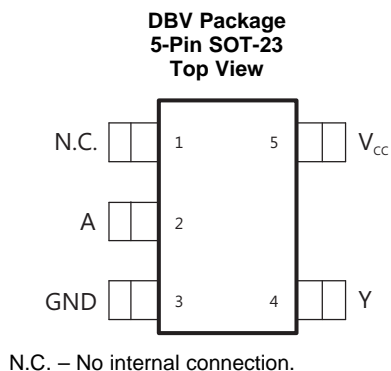 DBV Package
5-Pin SOT-23
Top View
N.C. 1 5 Vcc
A 2
GND 3 4 Y
N.C. – No internal connection.